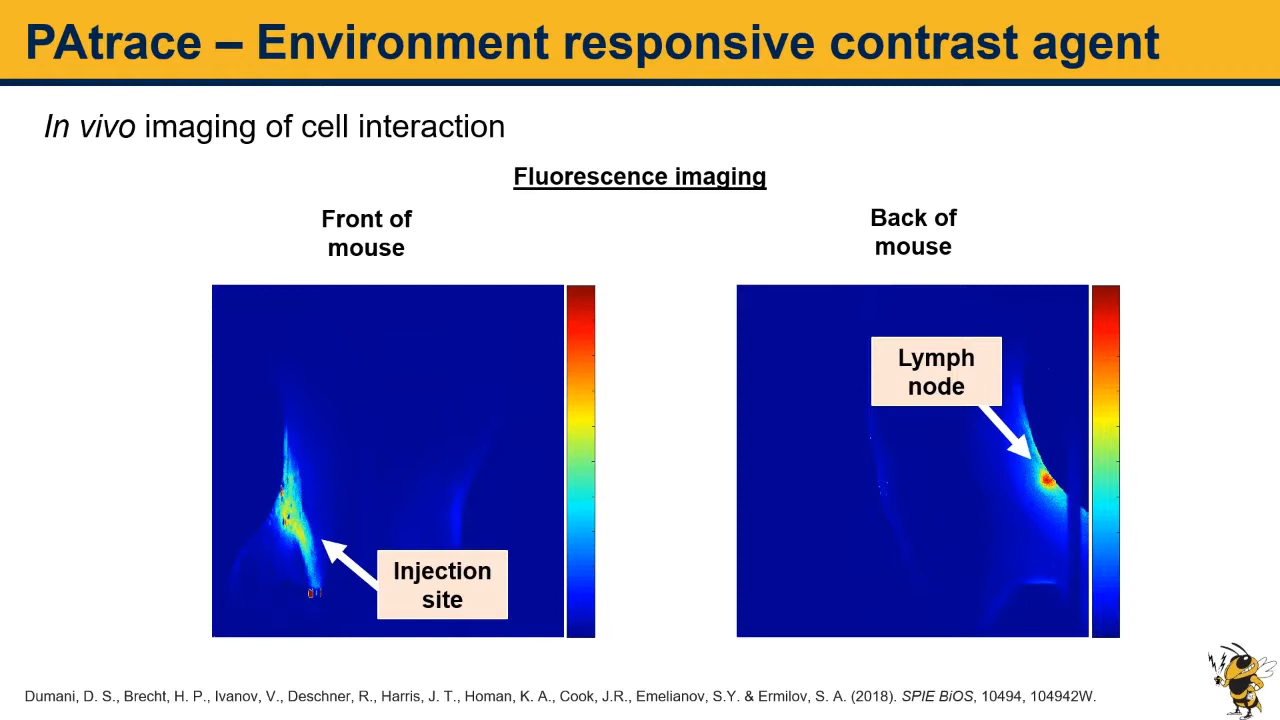 PAtrace – Environment responsive contrast agent
In vivo imaging of cell interaction
Fluorescence imaging
Front of
mouse
Back of
mouse
Lymph
node
Injection
site
Dumani, D. S., Brecht, H. P., Ivanov, V., Deschner, R., Harris, J. T., Homan, K. A., Cook, J.R., Emelianov, S.Y. & Ermilov, S. A. (2018). SPIE BiOS, 10494, 104942W.